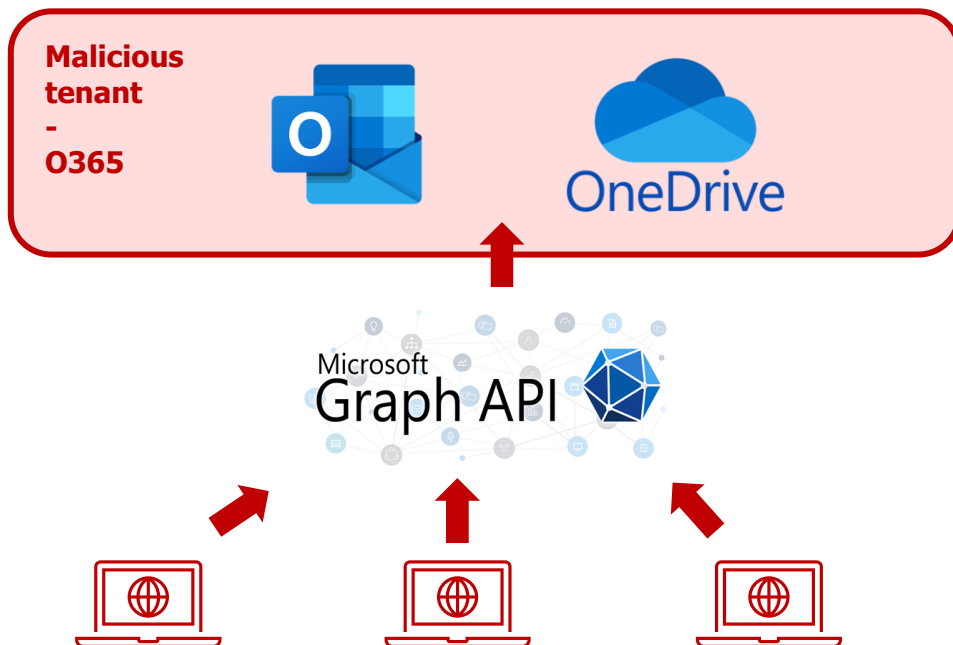 Malicious
tenant
-
O365
O
OneDrive
Microsoft
Graph API